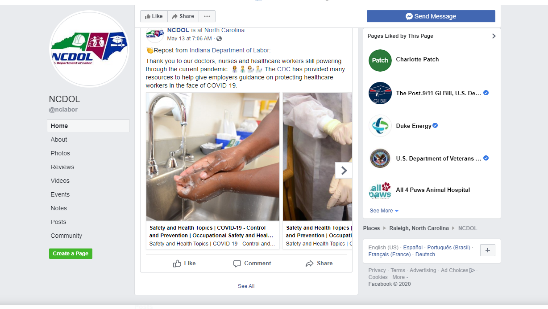 Like
Share
Send Message
NCDOL
NCDOL is at North Carolina.
May 13 at 7:06 AM ·
Repost from Indiana Department of Labor
Thank you to our doctors, nurses and healthcare workers still powering
through the current pandemic. The CDC has provided many
resources to help give employers guidance on protecting healthcare
workers in the face of COVID-19.
Safety and Health Topics | COVID-19 - Control
and Prevention | Occupational Safety and Heal...
Safety and Health Topics | COVID-19 - Control and...
Safety and Health Topics |
and Prevention | Occupati
Safety and Health Topics | C
Like
Comment
Share
See All
NCDOL
@nclabor
Home
About
Photos
Reviews
Videos
Events
Notes
Posts
Community
Create a Page
Pages Liked by This Page
Patch
Charlotte Patch
The Post-9/11 GI Bill, U.S. De...
Duke Energy
U.S. Department of Veterans ...
all paws
All 4 Paws Animal Hospital
See More
Places
Raleigh, North Carolina
NCDOL
English (US) · Español · Português (Brasil) ·
Français (France) · Deutsch
+
Privacy · Terms · Advertising · Ad Choices
Cookies · More
Facebook © 2020